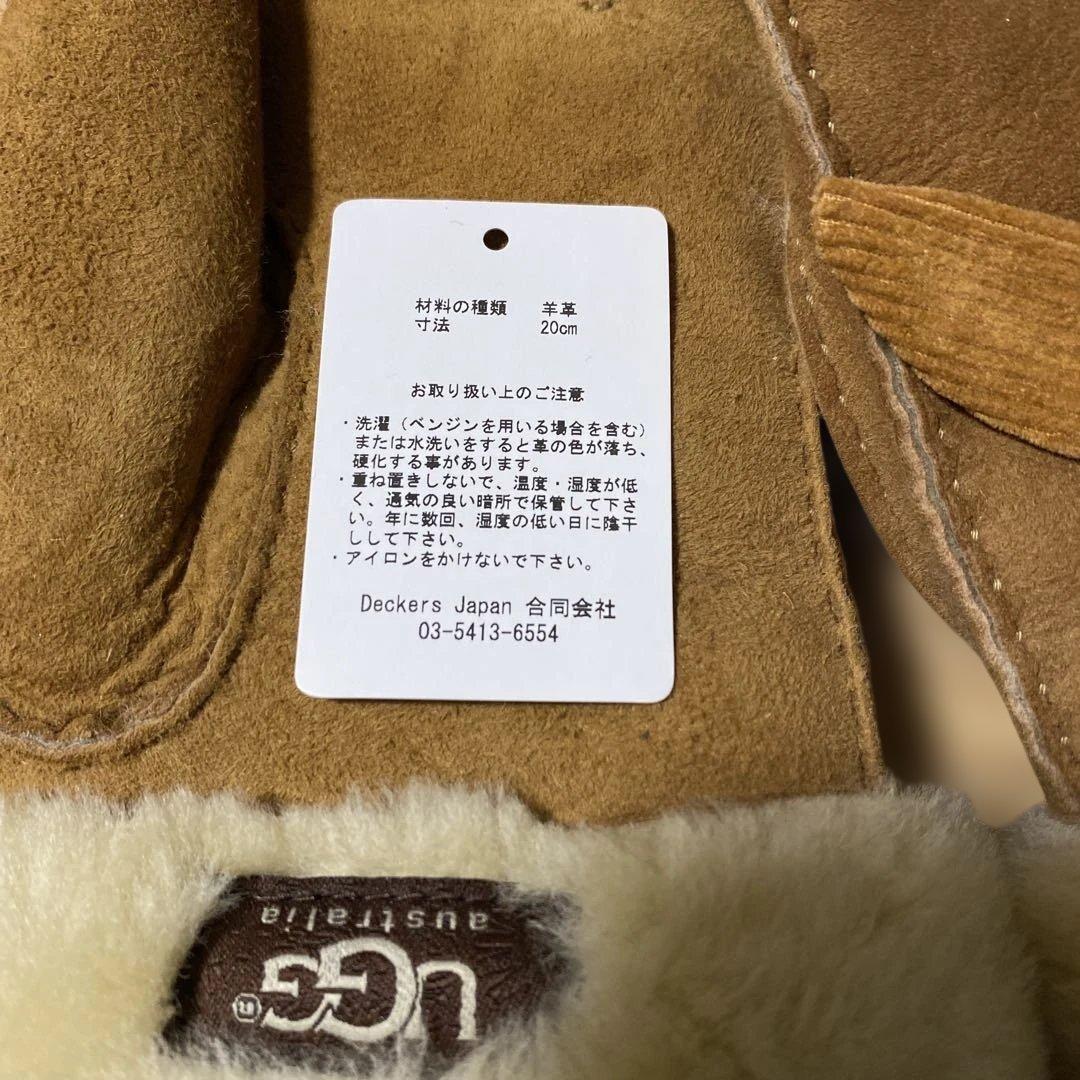 材料の種類　羊革
寸法　20cm
お取り扱い上のご注意
・洗濯（ベンジンを用いる場合を含む）
または水洗いをすると革の色が落ち、
硬化する事があります。
・重ね置きしないで、温度・湿度が低
く、通気の良い暗所で保管して下さ
い。年に数回、湿度の低い日に陰干
しして下さい。
・アイロンをかけないで下さい。
Deckers Japan 合同会社
03-5413-6554
UGG®
australia